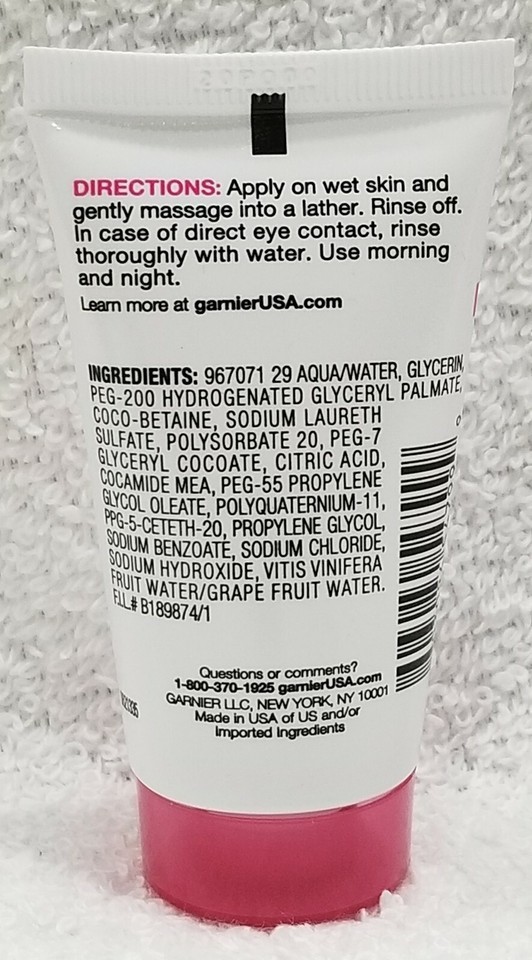 DIRECTIONS: Apply on wet skin and
gently massage into a lather. Rinse off.
In case of direct eye contact, rinse
thoroughly with water. Use morning
and night.
Learn more at garnierUSA.com
INGREDIENTS: 967071 29 AQUA/WATER, GLYCERIN,
PEG-200 HYDROGENATED GLYCERYL PALMATE,
COCO-BETAINE, SODIUM LAURETH
SULFATE, POLYSORBATE 20, PEG-7
GLYCERYL COCOATE, CITRIC ACID,
COCAMIDE MEA, PEG-55 PROPYLENE
GLYCOL OLEATE, POLYQUATERNIUM-11,
PPG-5-CETETH-20, PROPYLENE GLYCOL,
SODIUM BENZOATE, SODIUM CHLORIDE,
SODIUM HYDROXIDE, VITIS VINIFERA
FRUIT WATER/GRAPE FRUIT WATER.
F.I.L.# B189874/1
Questions or comments?
1-800-370-1925 garnierUSA.com
GARNIER LLC, NEW YORK, NY 10001
Made in USA of US and/or
Imported Ingredients